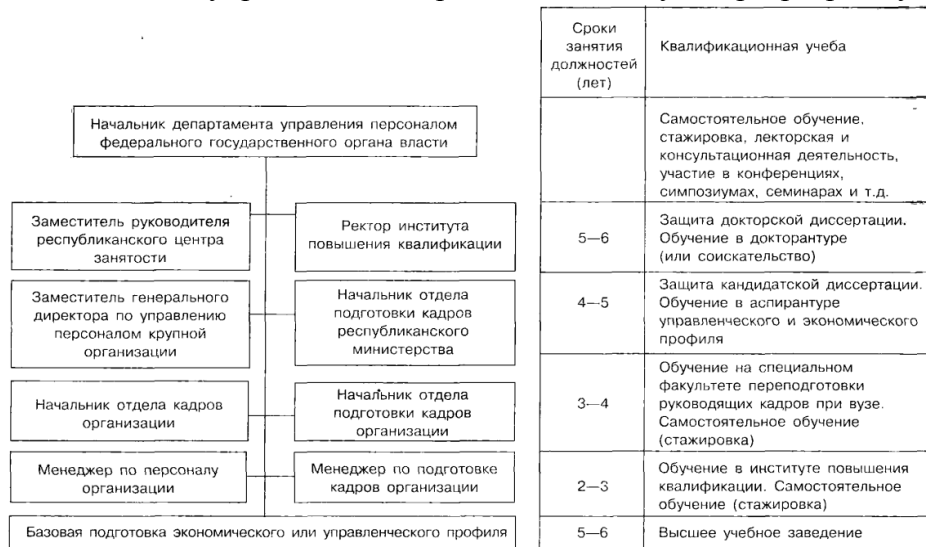 Сроки
занятия
должностей
(лет)
Квалификационная учеба
Начальник департамента управления персоналом
федерального государственного органа власти
Самостоятельное обучение,
стажировка, лекторская и
консультационная деятельность,
участие в конференциях,
симпозиумах, семинарах и т.д.
Заместитель руководителя
республиканского центра
занятости
Ректор института
повышения квалификации
5—6
Защита докторской диссертации.
Обучение в докторантуре
(или соискательство)
Заместитель генерального
директора по управлению
персоналом крупной
организации
Начальник отдела
подготовки кадров
республиканского
министерства
4—5
Защита кандидатской диссертации.
Обучение в аспирантуре
управленческого и экономического
профиля
Начальник отдела кадров
организации
Начальник отдела
подготовки кадров
организации
3—4
Обучение на специальном
факультете переподготовки
руководящих кадров при вузе.
Самостоятельное обучение
(стажировка)
Менеджер по персоналу
организации
Менеджер по подготовке
кадров организации
2—3
Обучение в институте повышения
квалификации. Самостоятельное
обучение (стажировка)
Базовая подготовка экономического или управленческого профиля
5—6
Высшее учебное заведение